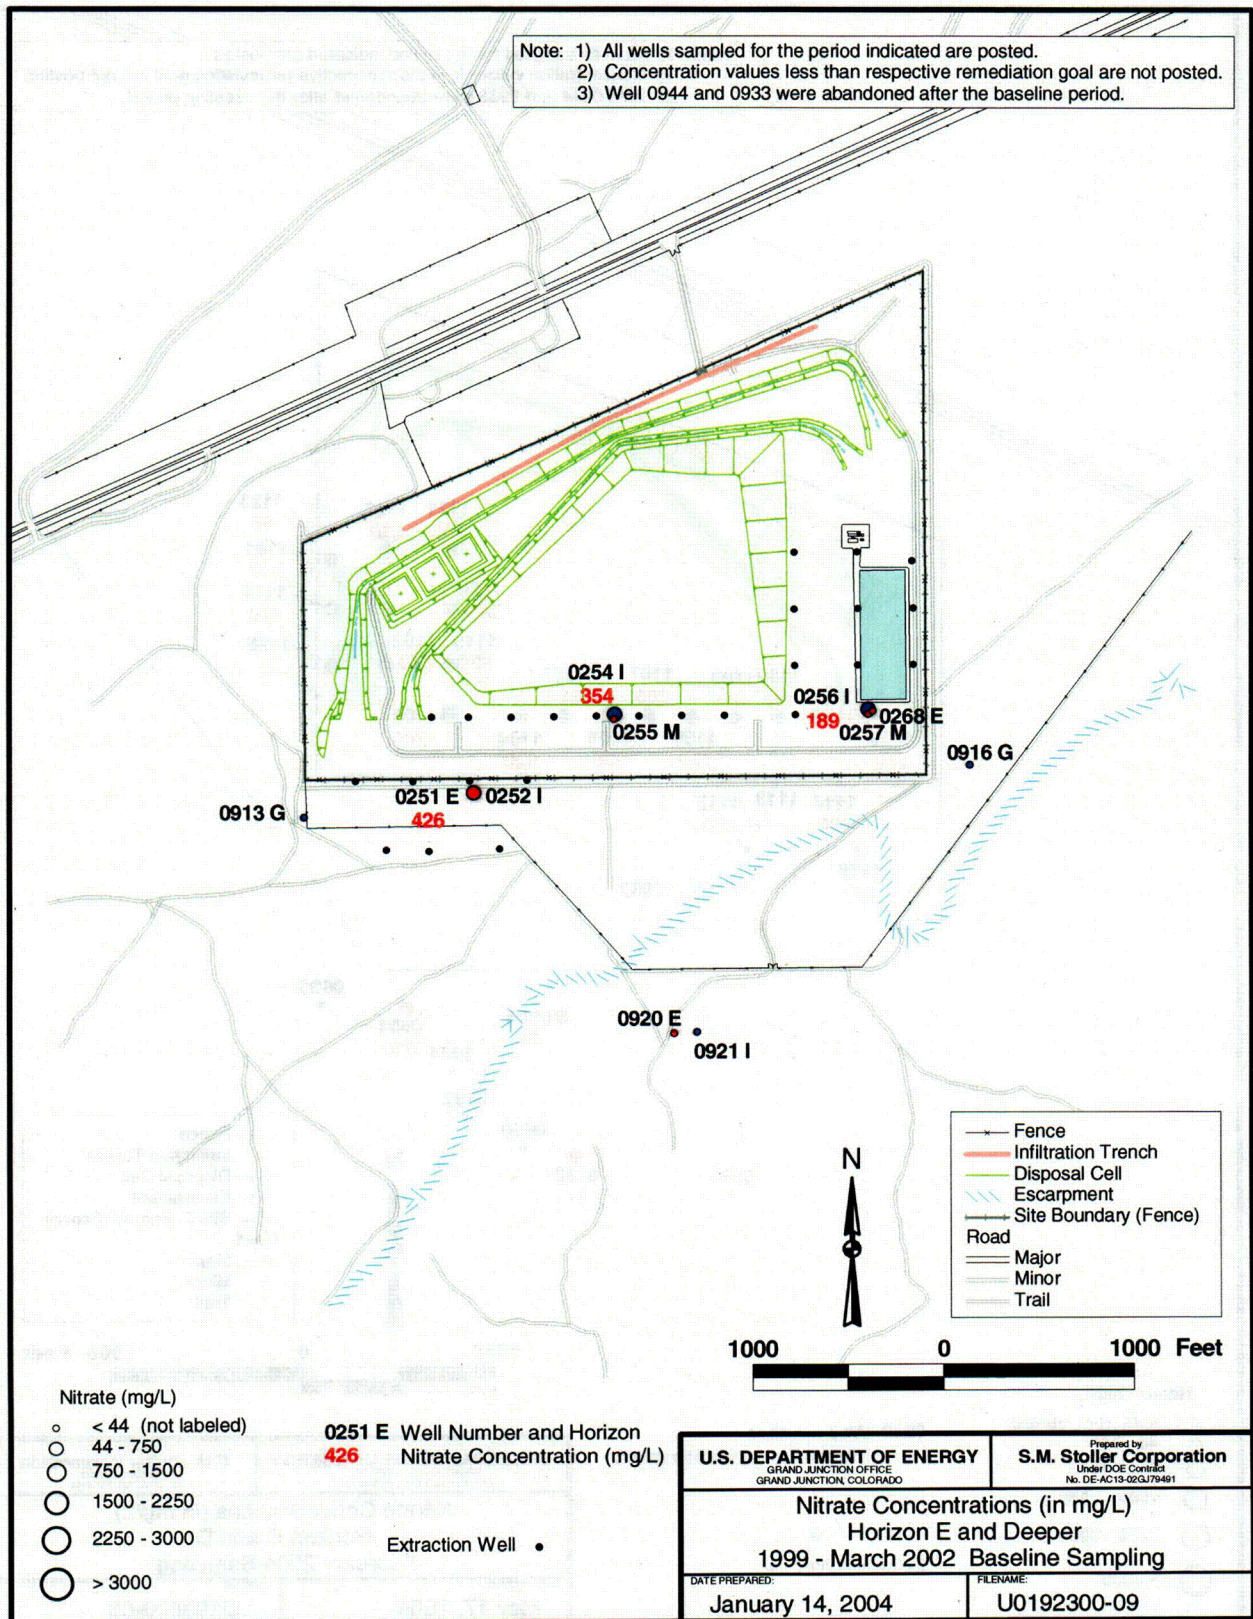 Note: 1) All wells sampled for the period indicated are posted.
2) Concentration values less than respective remediation goal are not posted.
3) Well 0944 and 0933 were abandoned after the baseline period.
0254 I
354
0255 M
0256 I
189
0268 E
0257 M
0916 G
0251 E
0252 I
426
0913 G
0920 E
0921 I
Fence
Infiltration Trench
Disposal Cell
Escarpment
Site Boundary (Fence)
Road
Major
Minor
Trail
N
1000 0 1000 Feet
Nitrate (mg/L)
< 44 (not labeled)
44 - 750
750 - 1500
1500 - 2250
2250 - 3000
> 3000
0251 E Well Number and Horizon
426 Nitrate Concentration (mg/L)
Extraction Well
U.S. DEPARTMENT OF ENERGY
GRAND JUNCTION OFFICE
GRAND JUNCTION, COLORADO
Prepared by
S.M. Stoller Corporation
Under DOE Contract
No. DE-AC13-02GJ79491
Nitrate Concentrations (in mg/L)
Horizon E and Deeper
1999 - March 2002 Baseline Sampling
DATE PREPARED:
January 14, 2004
FILENAME:
U0192300-09